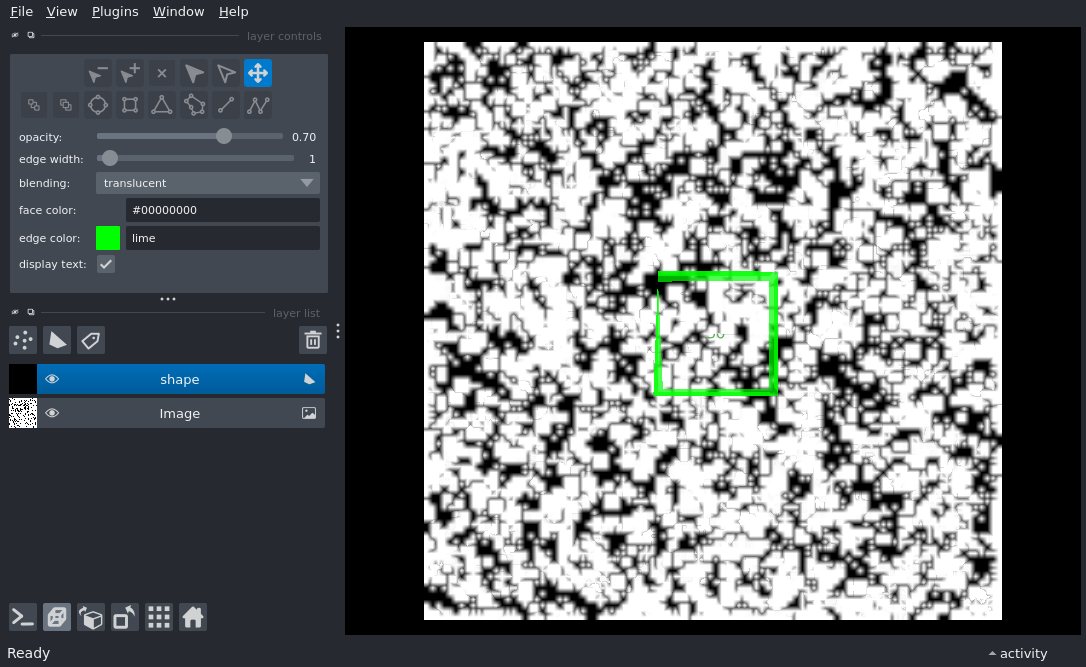 File View Plugins Window Help
layer controls
opacity: 0.70
edge width: 1
blending: translucent
face color: #00000000
edge color: lime
display text:
layer list
shape
Image
Ready
activity